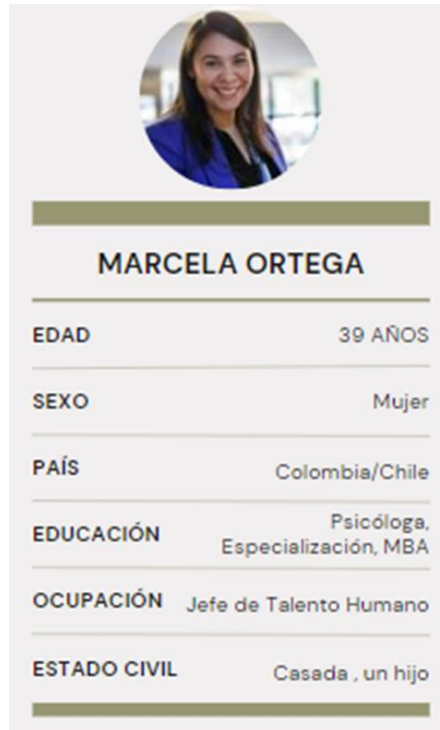 MARCELA ORTEGA
EDAD 39 AÑOS
SEXO Mujer
PAÍS Colombia/Chile
EDUCACIÓN Psicóloga,
Especialización, MBA
OCUPACIÓN Jefe de Talento Humano
ESTADO CIVIL Casada , un hijo